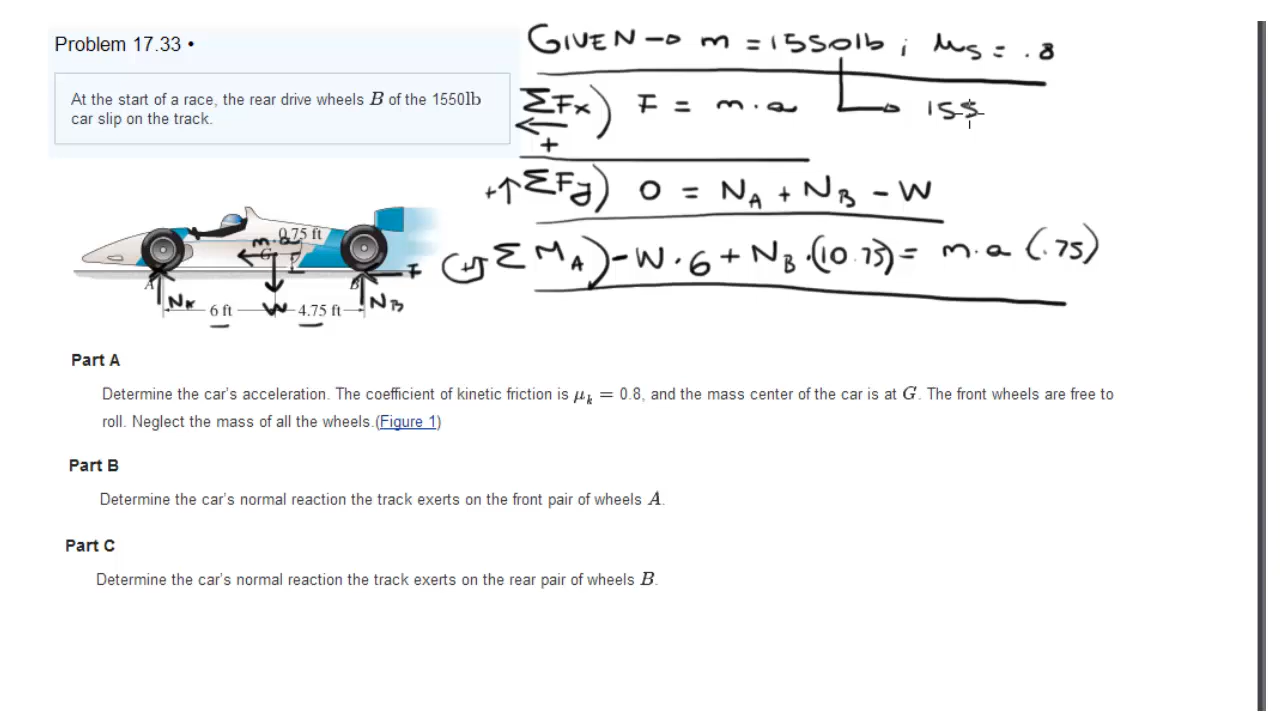 Problem 17.33 •
GIVEN → m = 1550lb ; μs = .8
At the start of a race, the rear drive wheels B of the 1550lb
car slip on the track.
ΣFx) F = m.a → 155
← +
+↑ΣFy) 0 = NA + NB - W
(+↺ ΣMA) -W.6 + NB.(10.75) = m.a (.75)
0.75 ft
m.a
G
F
A
B
NA
6 ft
W
4.75 ft
NB
Part A
Determine the car's acceleration. The coefficient of kinetic friction is μk = 0.8, and the mass center of the car is at G. The front wheels are free to
roll. Neglect the mass of all the wheels.(Figure 1)
Part B
Determine the car's normal reaction the track exerts on the front pair of wheels A.
Part C
Determine the car's normal reaction the track exerts on the rear pair of wheels B.